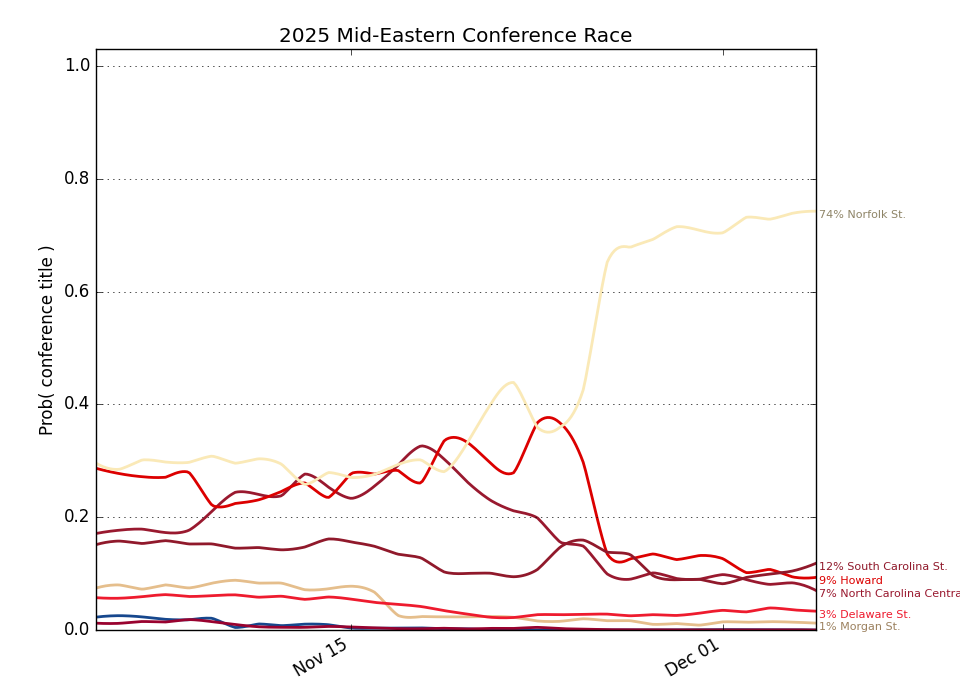 2025 Mid-Eastern Conference Race
Prob( conference title )
1.0
0.8
0.6
0.4
0.2
0.0
Nov 15
Dec 01
74% Norfolk St.
12% South Carolina St.
9% Howard
7% North Carolina Centra
3% Delaware St.
1% Morgan St.